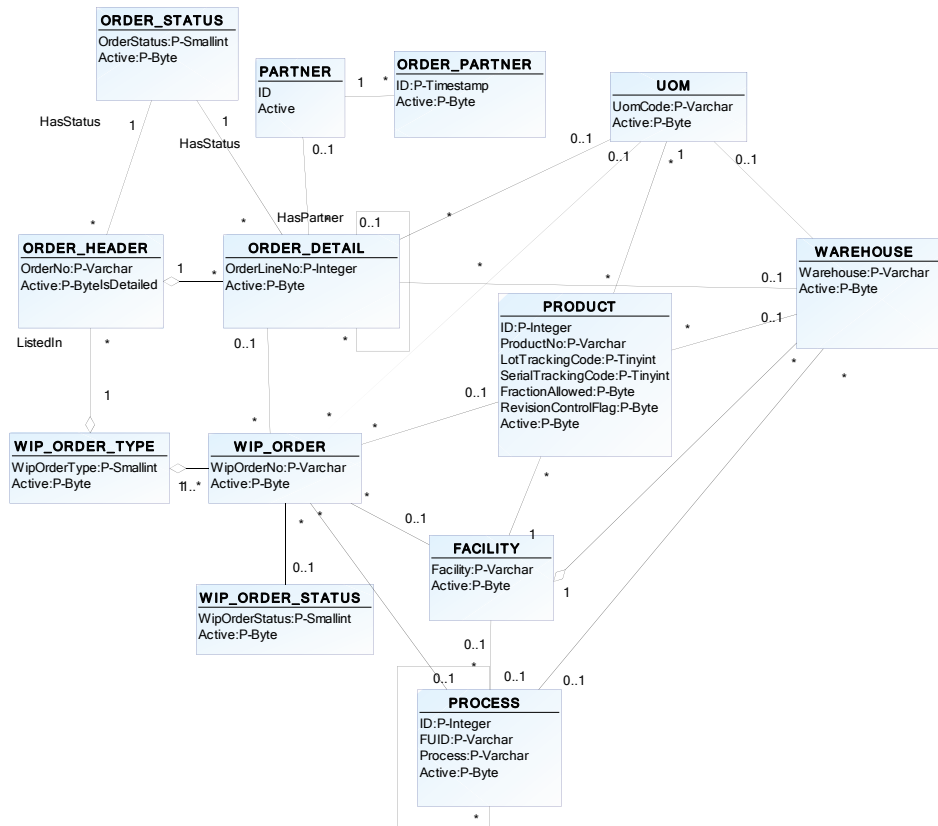 ORDER_STATUS
OrderStatus:P-Smallint
Active:P-Byte
PARTNER
ID
Active
1
*
ORDER_PARTNER
ID:P-Timestamp
Active:P-Byte
UOM
UomCode:P-Varchar
Active:P-Byte
HasStatus
1
1
HasStatus
0..1
0..1
0..1
*
1
0..1
*
*
HasPartner
*
0..1
*
ORDER_HEADER
OrderNo:P-Varchar
Active:P-Byte
IsDetailed
1
*
ORDER_DETAIL
OrderLineNo:P-Integer
Active:P-Byte
*
*
0..1
WAREHOUSE
Warehouse:P-Varchar
Active:P-Byte
PRODUCT
ID:P-Integer
ProductNo:P-Varchar
LotTrackingCode:P-Tinyint
SerialTrackingCode:P-Tinyint
FractionAllowed:P-Byte
RevisionControlFlag:P-Byte
Active:P-Byte
*
0..1
ListedIn
*
0..1
*
*
*
1
0..1
*
*
*
WIP_ORDER_TYPE
WipOrderType:P-Smallint
Active:P-Byte
1
1..*
WIP_ORDER
WipOrderNo:P-Varchar
Active:P-Byte
*
*
*
*
0..1
0..1
1
FACILITY
Facility:P-Varchar
Active:P-Byte
1
WIP_ORDER_STATUS
WipOrderStatus:P-Smallint
Active:P-Byte
0..1
*
0..1
0..1
0..1
PROCESS
ID:P-Integer
FUID:P-Varchar
Process:P-Varchar
Active:P-Byte
*